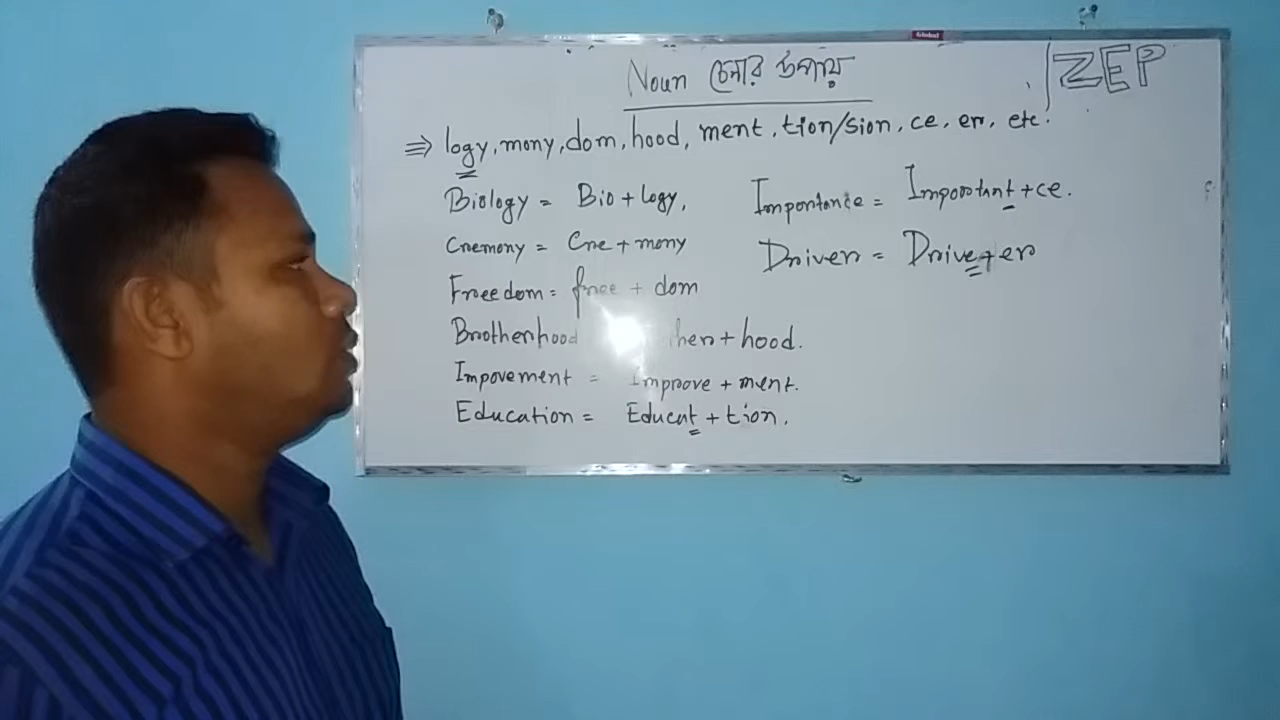 Global
Noun চেনার উপায়
ZEP
⇒ logy, mony, dom, hood, ment, tion/sion, ce, er, etc.
Biology = Bio + logy,
Cremony = Cre + mony
Freedom = free + dom
Brotherhood her + hood.
Impovement = Improve + ment.
Education = Educat + tion.
Importance = Important + ce.
Driver = Drive + er